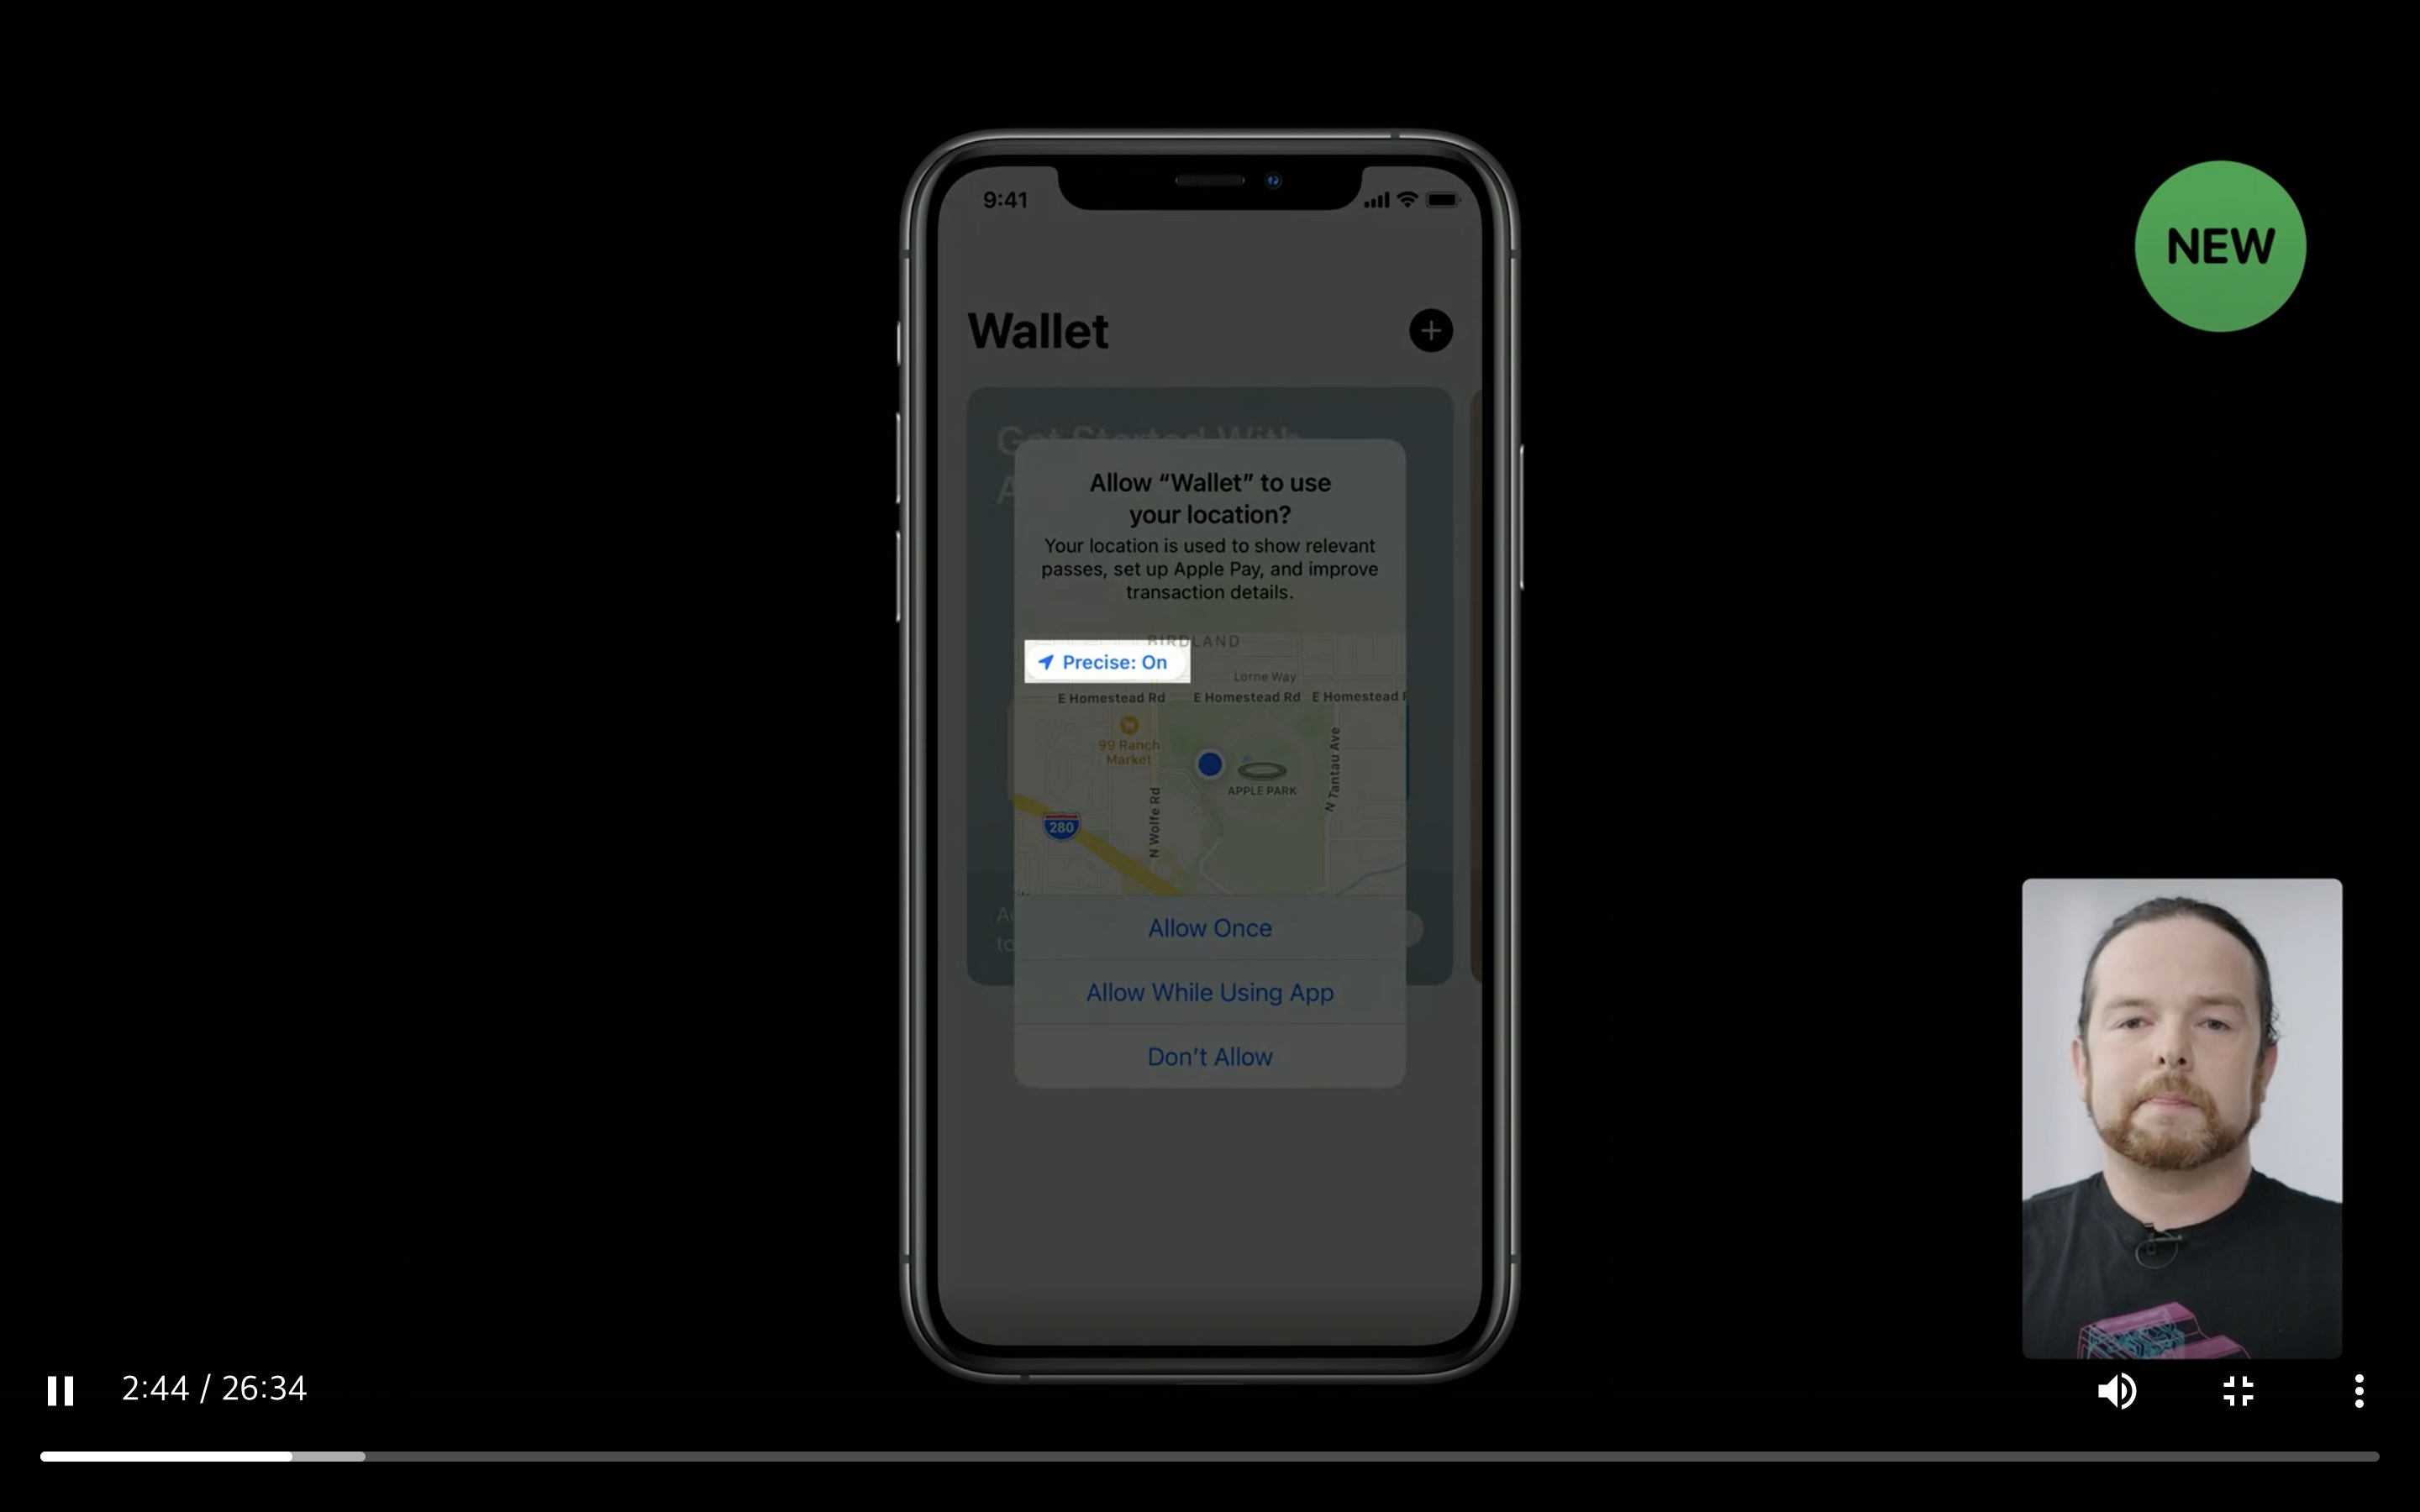 9:41
NEW
Wallet
Get Started With
A
Allow “Wallet” to use
your location?
Your location is used to show relevant
passes, set up Apple Pay, and improve
transaction details.
BIRDLAND
Precise: On
Lorne Way
E Homestead Rd
E Homestead Rd
E Homestead R
99 Ranch
Market
N Tantau Ave
APPLE PARK
N Wolfe Rd
280
Allow Once
Allow While Using App
Don’t Allow
2:44 / 26:34